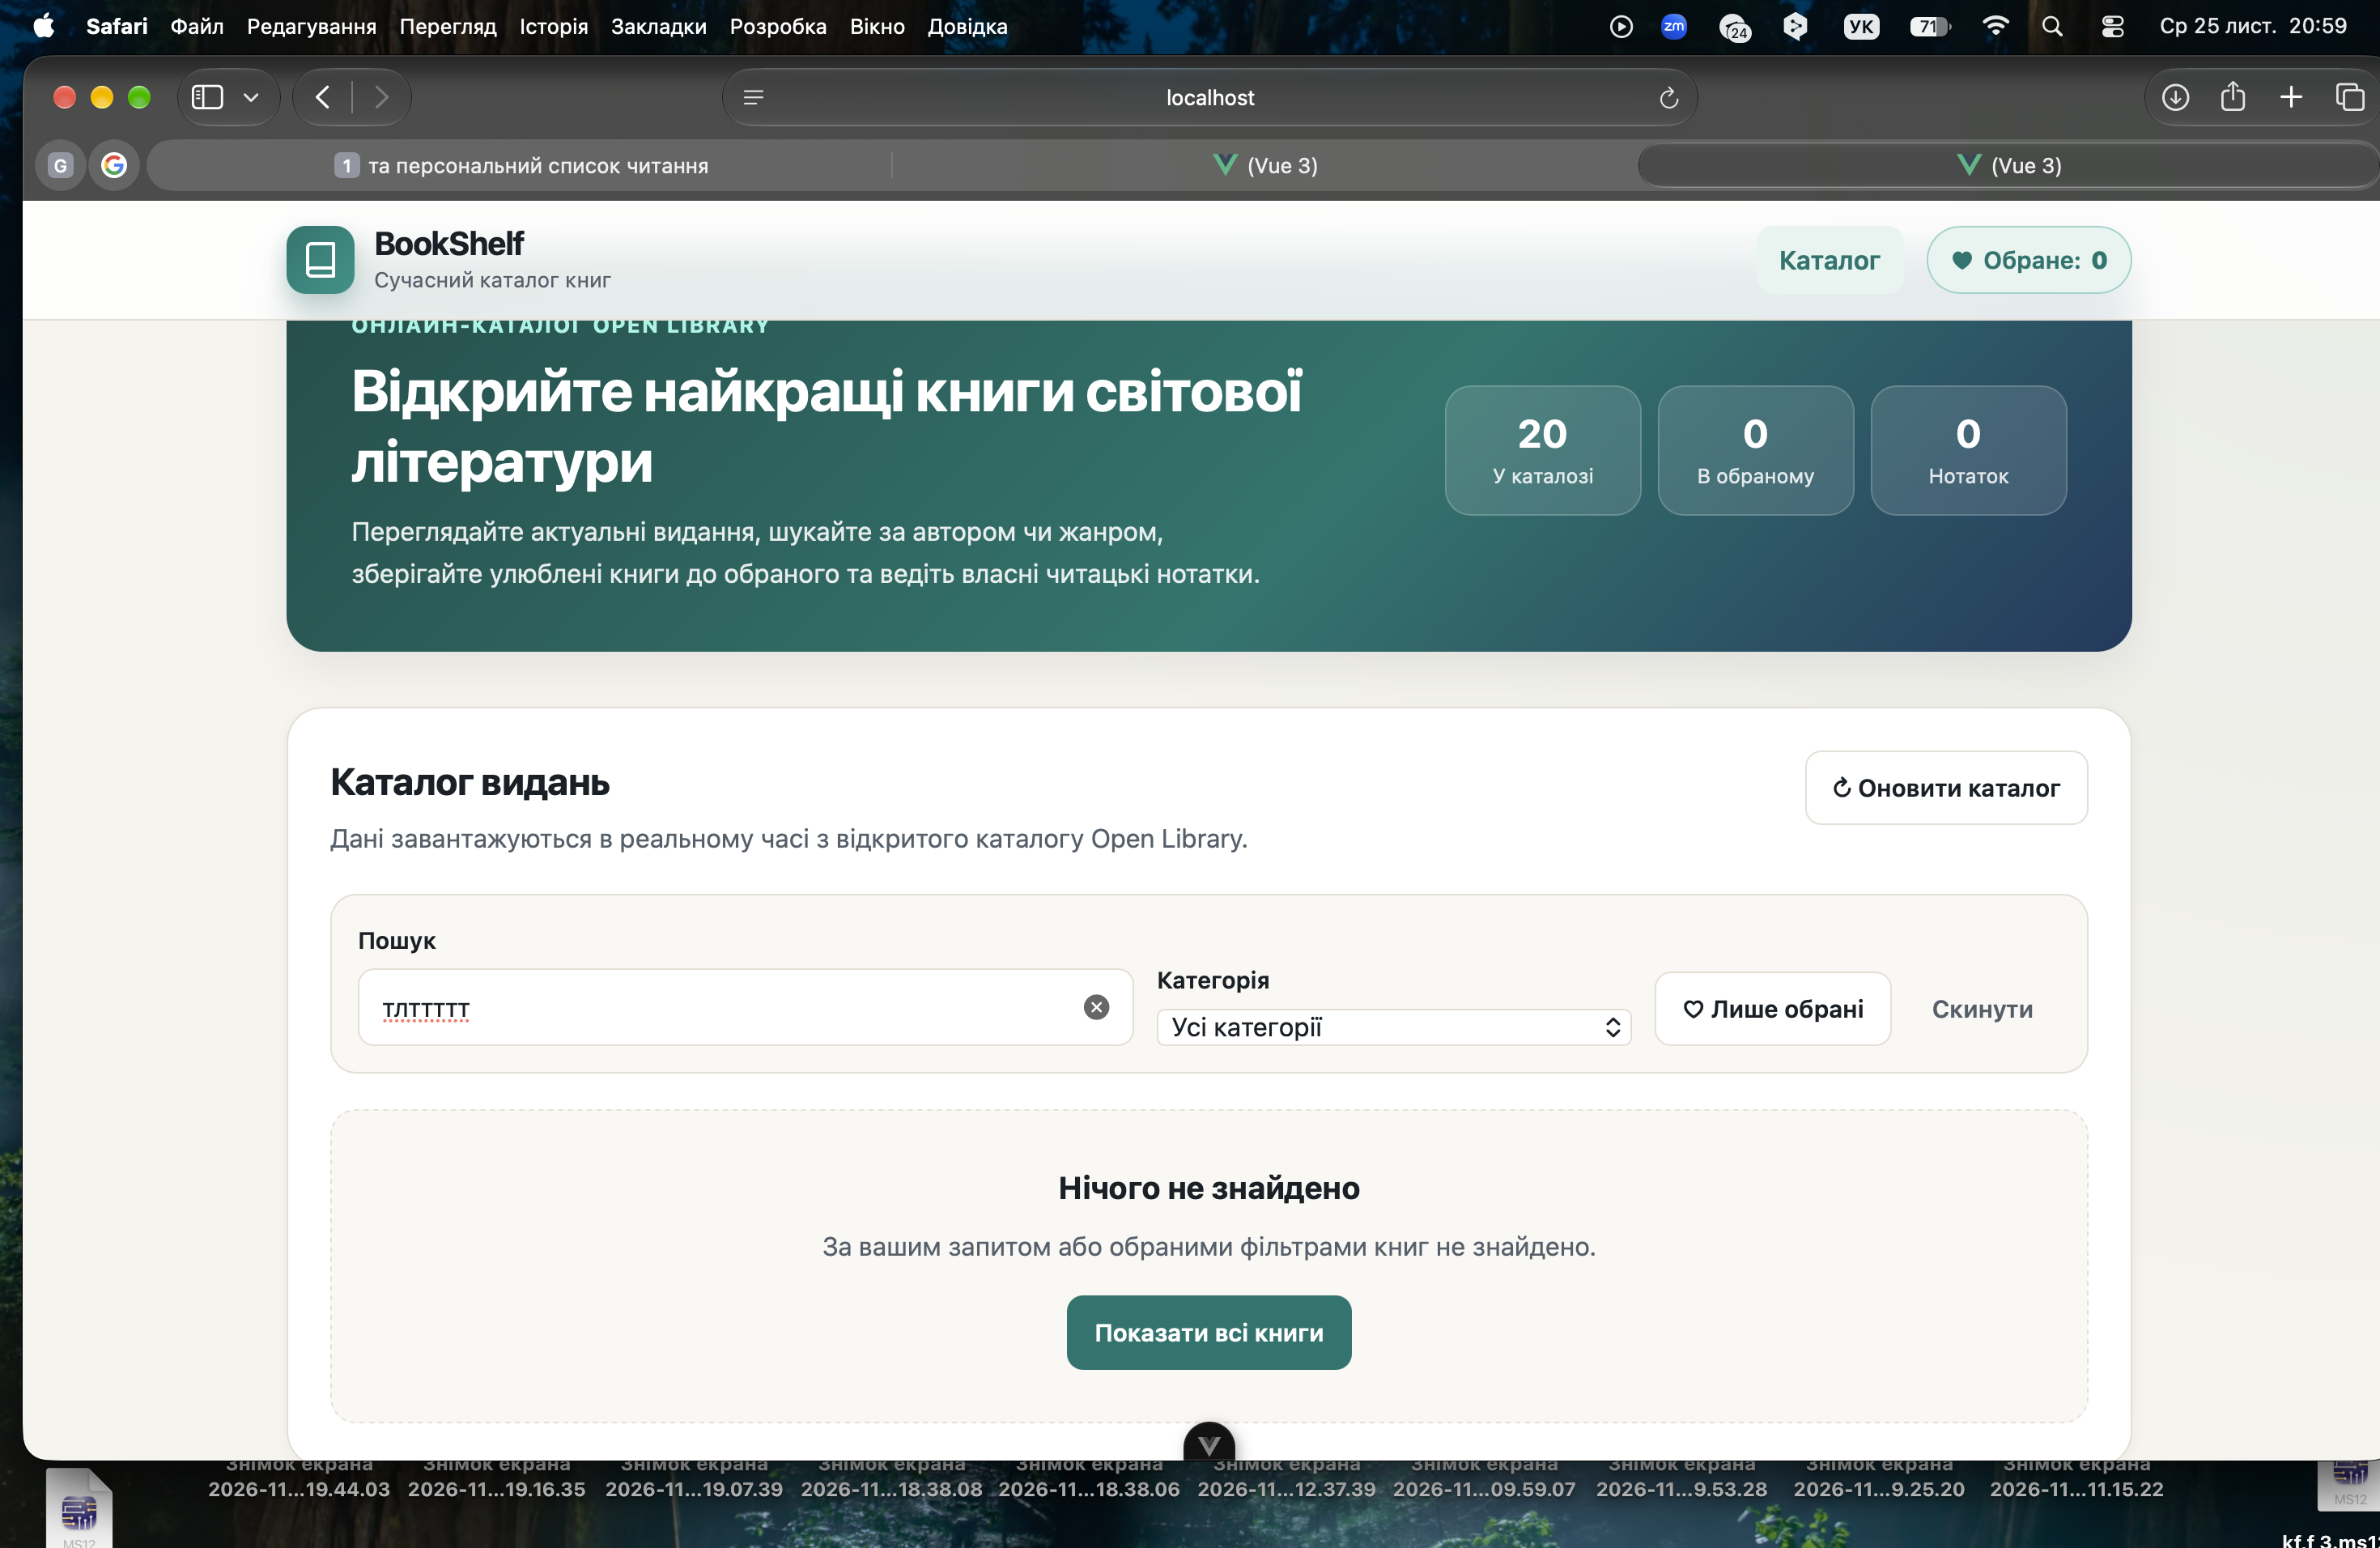 Safari Файл Редагування Перегляд Історія Закладки Розробка Вікно Довідка
zm 24 УК 71 Ср 25 лист. 20:59
localhost
G
1 та персональний список читання
(Vue 3)
(Vue 3)
BookShelf
Сучасний каталог книг
Каталог
Обране: 0
ОНЛАЙН-КАТАЛОГ OPEN LIBRARY
Відкрийте найкращі книги світової
літератури
Переглядайте актуальні видання, шукайте за автором чи жанром,
зберігайте улюблені книги до обраного та ведіть власні читацькі нотатки.
20
У каталозі
0
В обраному
0
Нотаток
Каталог видань
Дані завантажуються в реальному часі з відкритого каталогу Open Library.
Оновити каталог
Пошук
тлттттт
Категорія
Усі категорії
Лише обрані
Скинути
Нічого не знайдено
За вашим запитом або обраними фільтрами книг не знайдено.
Показати всі книги
Знімок екрана Знімок екрана Знімок екрана Знімок екрана Знімок екрана Знімок екрана Знімок екрана Знімок екрана Знімок екрана Знімок екрана
2026-11...19.44.03 2026-11...19.16.35 2026-11...19.07.39 2026-11...18.38.08 2026-11...18.38.06 2026-11...12.37.39 2026-11...09.59.07 2026-11...9.53.28 2026-11...9.25.20 2026-11...11.15.22
MS12
MS12